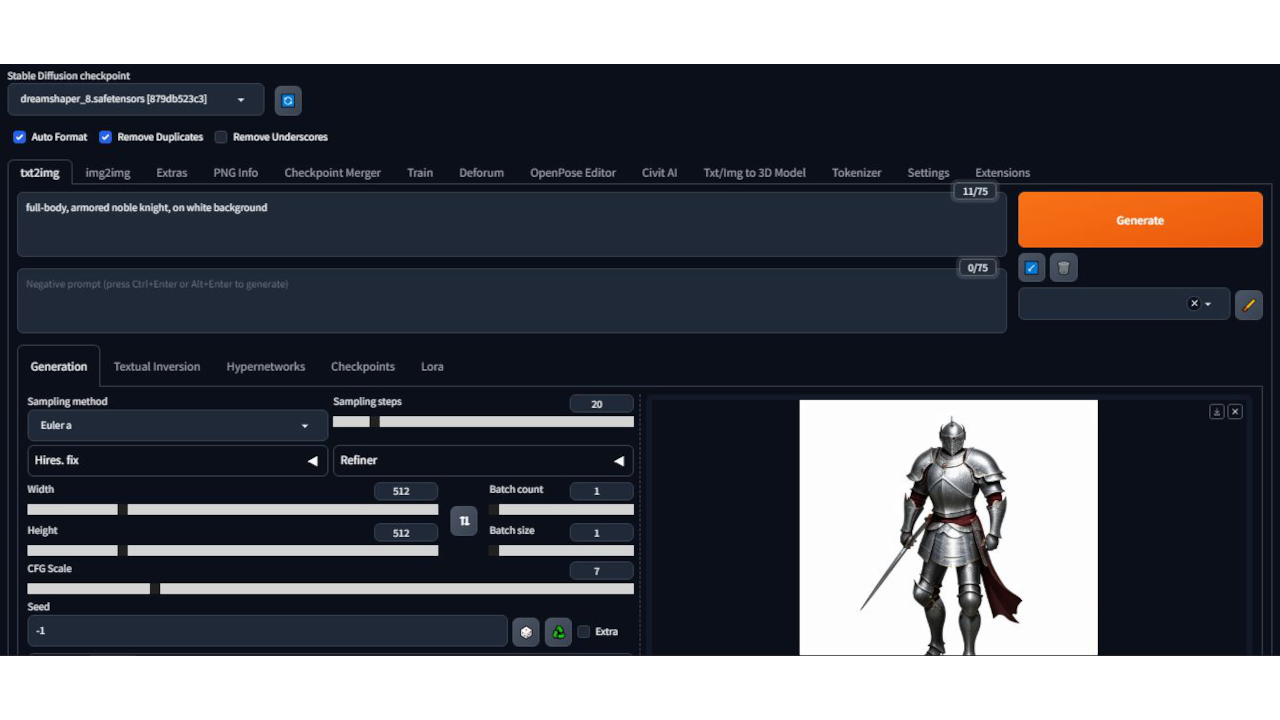 Stable Diffusion checkpoint
dreamshaper_8.safetensors [879db523c3]
Auto Format Remove Duplicates Remove Underscores
txt2img img2img Extras PNG Info Checkpoint Merger Train Deforum OpenPose Editor Civit AI Txt/Img to 3D Model Tokenizer Settings Extensions
11/75
full-body, armored noble knight, on white background
Generate
0/75
Negative prompt (press Ctrl+Enter or Alt+Enter to generate)
Generation Textual Inversion Hypernetworks Checkpoints Lora
Sampling method Sampling steps 20
Euler a
Hires. fix Refiner
Width 512 Batch count 1
Height 512 Batch size 1
CFG Scale 7
Seed
-1 Extra